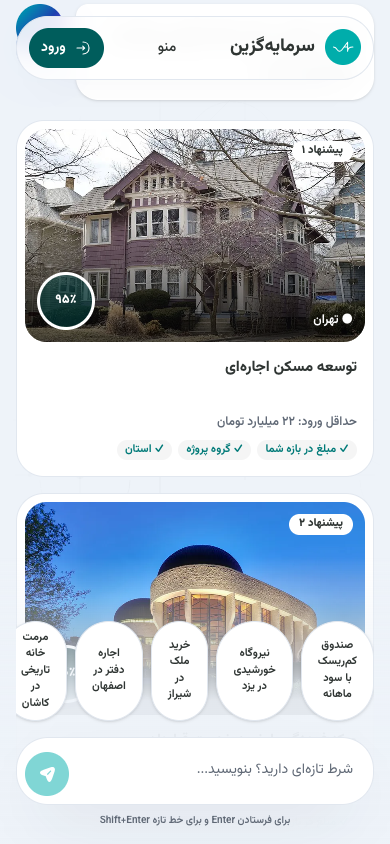 سرمایه‌گزین
منو
ورود
پیشنهاد ۱
۹۵٪
تهران
توسعه مسکن اجاره‌ای
حداقل ورود: ۲۲ میلیارد تومان
✓ مبلغ در بازه شما
✓ گروه پروژه
✓ استان
پیشنهاد ۲
صندوق
کم‌ریسک
با سود
ماهانه
نیروگاه
خورشیدی
در یزد
خرید
ملک
در
شیراز
اجاره
دفتر در
اصفهان
مرمت
خانه
تاریخی
در
کاشان
شرط تازه‌ای دارید؟ بنویسید...
برای فرستادن Enter و برای خط تازه Shift+Enter